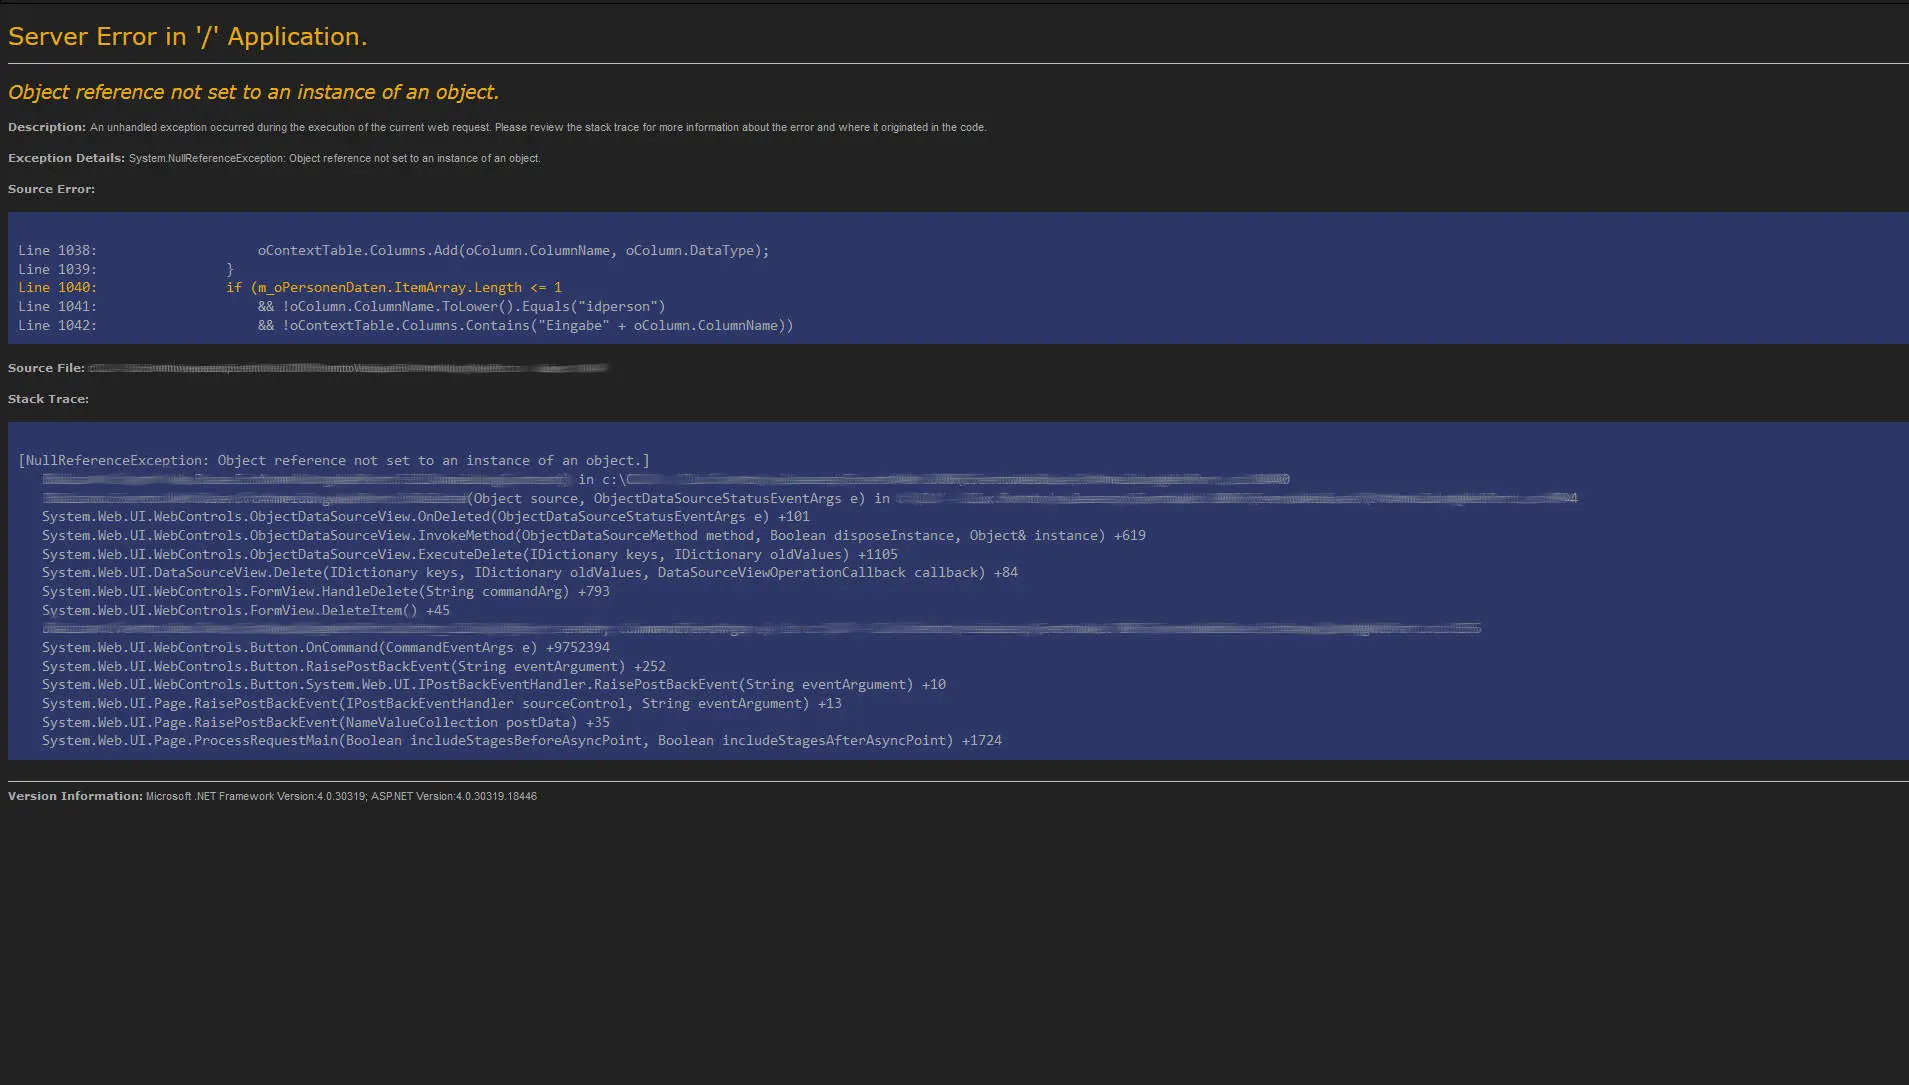 Server Error in '/' Application.
Object reference not set to an instance of an object.
Description: An unhandled exception occurred during the execution of the current web request. Please review the stack trace for more information about the error and where it originated in the code.
Exception Details: System.NullReferenceException: Object reference not set to an instance of an object.
Source Error:
Line 1038:                    oContextTable.Columns.Add(oColumn.ColumnName, oColumn.DataType);
Line 1039:                }
Line 1040:                if (m_oPersonenDaten.ItemArray.Length <= 1
Line 1041:                    && !oColumn.ColumnName.ToLower().Equals("idperson")
Line 1042:                    && !oContextTable.Columns.Contains("Eingabe" + oColumn.ColumnName))
Source File:
Stack Trace:
[NullReferenceException: Object reference not set to an instance of an object.]
in c:\
(Object source, ObjectDataSourceStatusEventArgs e) in
System.Web.UI.WebControls.ObjectDataSourceView.OnDeleted(ObjectDataSourceStatusEventArgs e) +101
System.Web.UI.WebControls.ObjectDataSourceView.InvokeMethod(ObjectDataSourceMethod method, Boolean disposeInstance, Object& instance) +619
System.Web.UI.WebControls.ObjectDataSourceView.ExecuteDelete(IDictionary keys, IDictionary oldValues) +1105
System.Web.UI.DataSourceView.Delete(IDictionary keys, IDictionary oldValues, DataSourceViewOperationCallback callback) +84
System.Web.UI.WebControls.FormView.HandleDelete(String commandArg) +793
System.Web.UI.WebControls.FormView.DeleteItem() +45
System.Web.UI.WebControls.Button.OnCommand(CommandEventArgs e) +9752394
System.Web.UI.WebControls.Button.RaisePostBackEvent(String eventArgument) +252
System.Web.UI.WebControls.Button.System.Web.UI.IPostBackEventHandler.RaisePostBackEvent(String eventArgument) +10
System.Web.UI.Page.RaisePostBackEvent(IPostBackEventHandler sourceControl, String eventArgument) +13
System.Web.UI.Page.RaisePostBackEvent(NameValueCollection postData) +35
System.Web.UI.Page.ProcessRequestMain(Boolean includeStagesBeforeAsyncPoint, Boolean includeStagesAfterAsyncPoint) +1724
Version Information: Microsoft .NET Framework Version:4.0.30319; ASP.NET Version:4.0.30319.18446